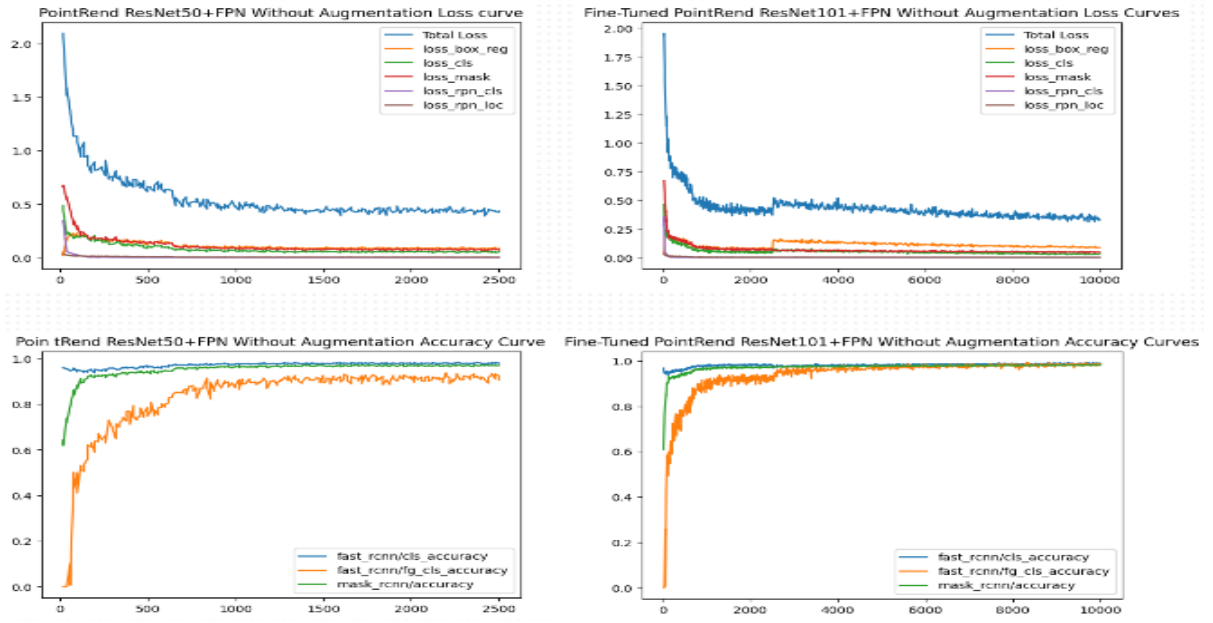 PointRend ResNet50+FPN Without Augmentation Loss curve
2.0
1.5
1.0
0.5
0.0
0
500
1000
1500
2000
2500
Total Loss
loss_box_reg
loss_cls
loss_mask
loss_rpn_cls
loss_rpn_loc
Fine-Tuned PointRend ResNet101+FPN Without Augmentation Loss Curves
2.00
1.75
1.50
1.25
1.00
0.75
0.50
0.25
0.00
0
2000
4000
6000
8000
10000
Total Loss
loss_box_reg
loss_cls
loss_mask
loss_rpn_cls
loss_rpn_loc
Poin tRend ResNet50+FPN Without Augmentation Accuracy Curve
1.0
0.8
0.6
0.4
0.2
0.0
0
500
1000
1500
2000
2500
fast_rcnn/cls_accuracy
fast_rcnn/fg_cls_accuracy
mask_rcnn/accuracy
Fine-Tuned PointRend ResNet101+FPN Without Augmentation Accuracy Curves
1.0
0.8
0.6
0.4
0.2
0.0
0
2000
4000
6000
8000
10000
fast_rcnn/cls_accuracy
fast_rcnn/fg_cls_accuracy
mask_rcnn/accuracy